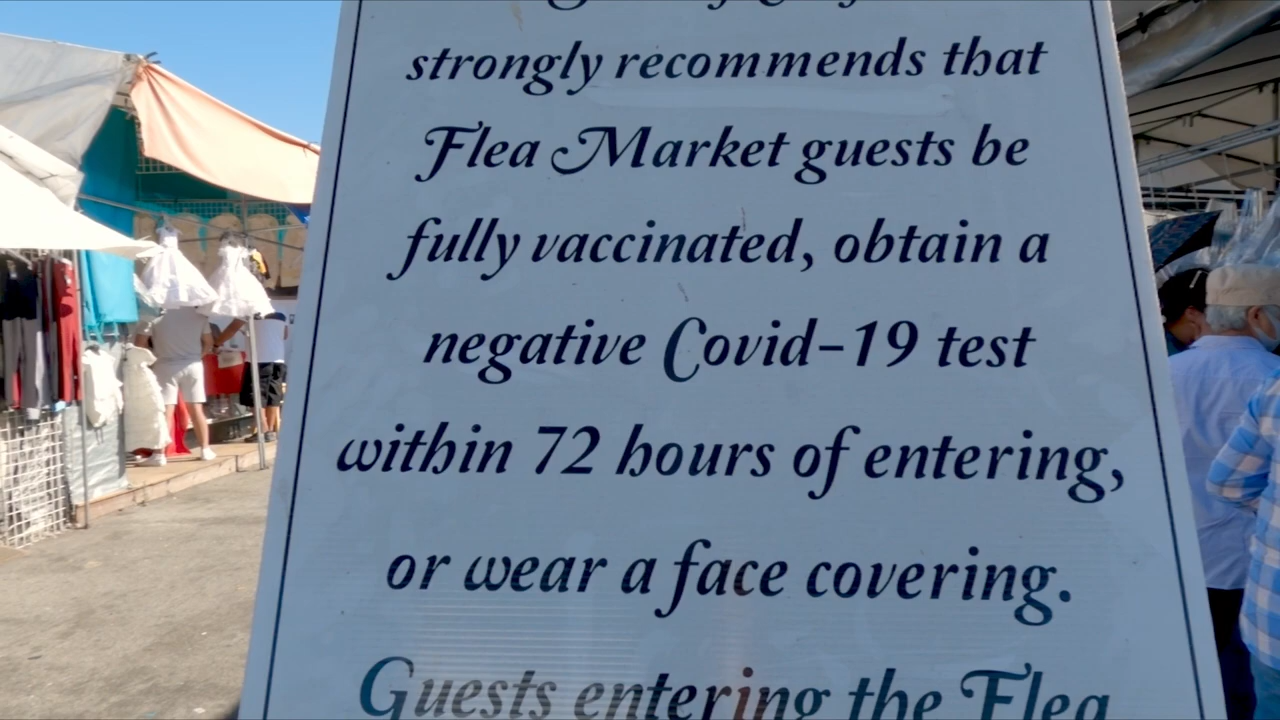 strongly recommends that
Flea Market guests be
fully vaccinated, obtain a
negative Covid-19 test
within 72 hours of entering,
or wear a face covering.
Guests entering the Flea